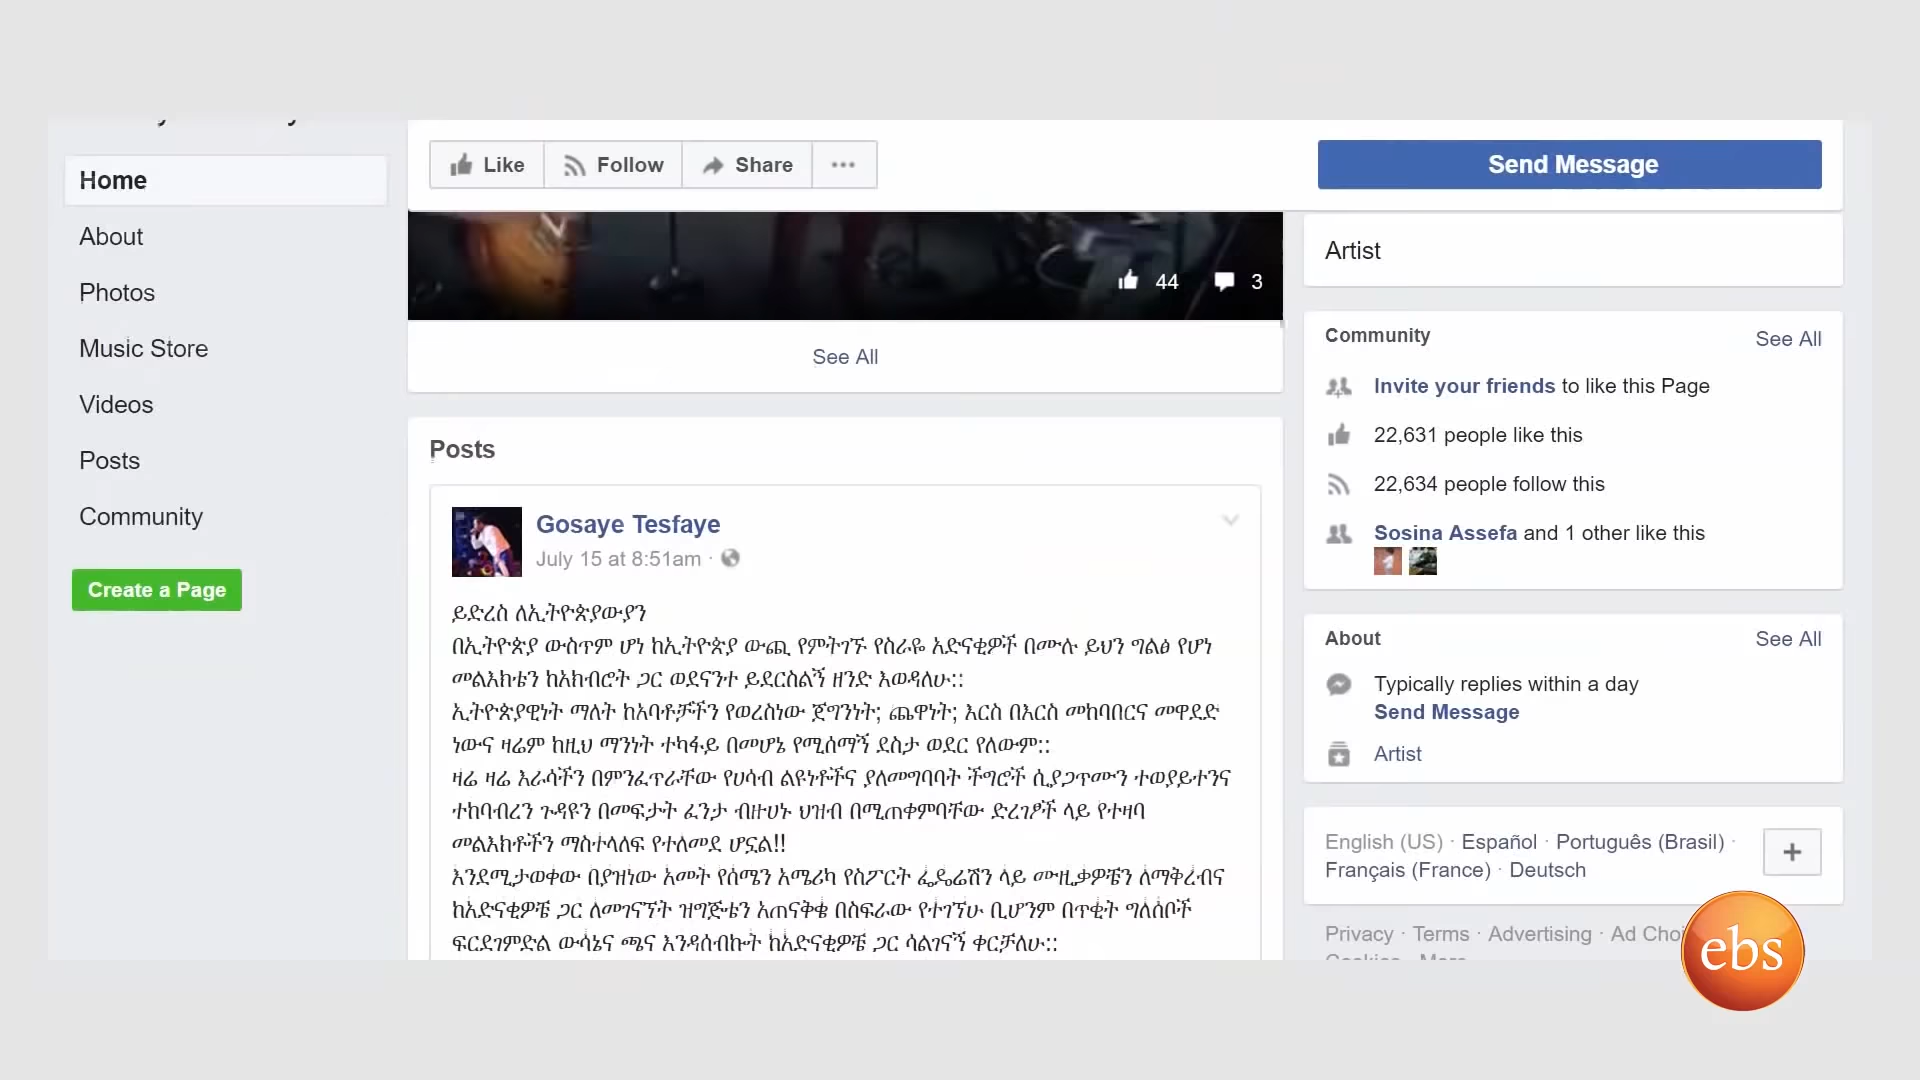 Home
About
Photos
Music Store
Videos
Posts
Community
Create a Page
Like
Follow
Share
Send Message
44
3
See All
Posts
Gosaye Tesfaye
July 15 at 8:51am ·
ይድረስ ለኢትዮጵያውያን
በኢትዮጵያ ውስጥም ሆነ ከኢትዮጵያ ውጪ የምትገኙ የስራዬ አድናቂዎች በሙሉ ይህን ግልፅ የሆነ
መልእክቴን ከአክብሮት ጋር ወደናንተ ይደርስልኝ ዘንድ እወዳለሁ፡፡
ኢትዮጵያዊነት ማለት ከአባቶቻችን የወረስነው ጀግንነት; ጨዋነት; እርስ በእርስ መከባበርና መዋደድ
ነውና ዛሬም ከዚህ ማንነት ተካፋይ በመሆኔ የሚሰማኝ ደስታ ወደር የለውም፡፡
ዛሬ ዛሬ እራሳችን በምንፈጥራቸው የሀሳብ ልዩነቶችና ያለመግባባት ችግሮች ሲያጋጥሙን ተወያይተንና
ተከባብረን ጉዳዩን በመፍታት ፈንታ ብዙሀኑ ህዝብ በሚጠቀምባቸው ድረገፆች ላይ የተዛባ
መልእክቶችን ማስተላለፍ የተለመደ ሆኗል!!
እንደሚታወቀው በያዝነው አመት የሰሜን አሜሪካ የስፖርት ፌዴሬሽን ላይ ሙዚቃዎቼን ለማቅረብና
ከአድናቂዎቼ ጋር ለመገናኘት ዝግጅቴን አጠናቅቄ በስፍራው የተገኘሁ ቢሆንም በጥቂት ግለሰቦች
ፍርደገምድል ውሳኔና ጫና እንዳሰብኩት ከአድናቂዎቼ ጋር ሳልገናኝ ቀርቻለሁ፡፡
Artist
Community
See All
Invite your friends to like this Page
22,631 people like this
22,634 people follow this
Sosina Assefa and 1 other like this
About
See All
Typically replies within a day
Send Message
Artist
English (US) · Español · Português (Brasil) ·
Français (France) · Deutsch
Privacy · Terms · Advertising · Ad
ebs